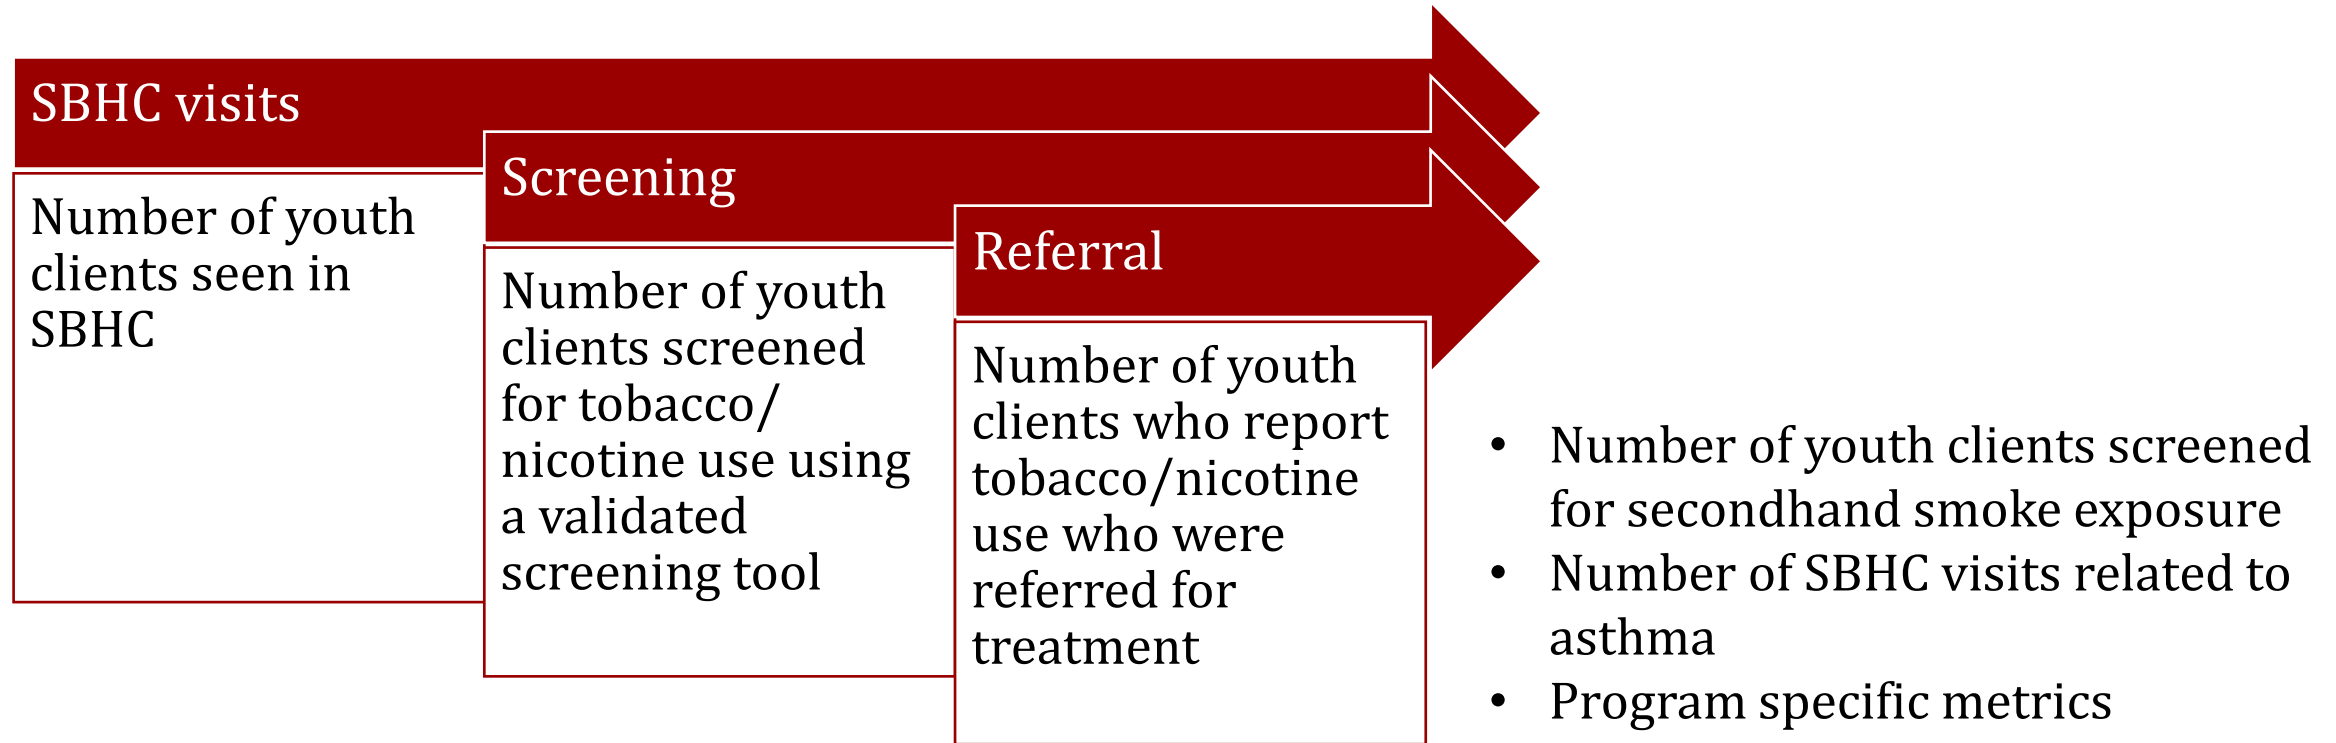 SBHC visits
Number of youth
clients seen in
SBHC
Screening
Number of youth
clients screened
for tobacco/
nicotine use using
a validated
screening tool
Referral
Number of youth
clients who report
tobacco/nicotine
use who were
referred for
treatment
• Number of youth clients screened
for secondhand smoke exposure
• Number of SBHC visits related to
asthma
• Program specific metrics